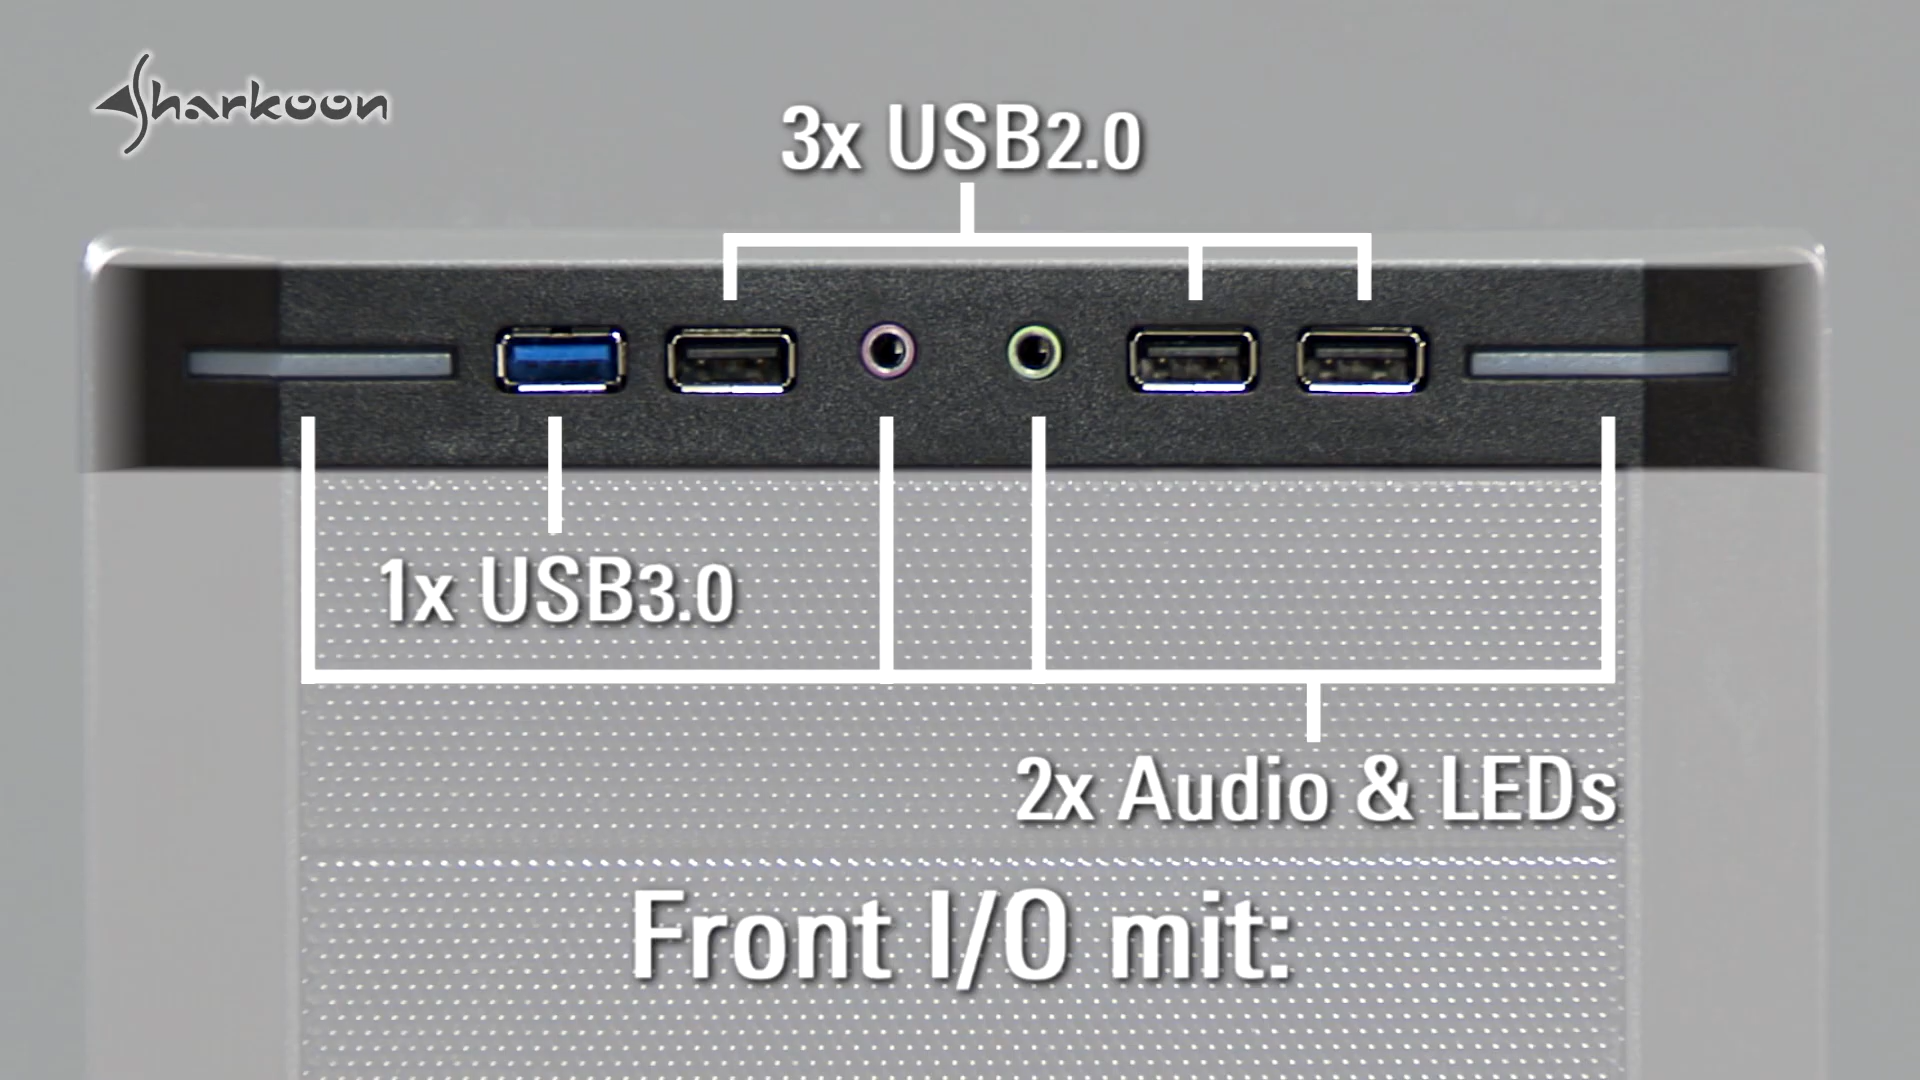 Sharkoon
3x USB2.0
1x USB3.0
2x Audio & LEDs
Front I/O mit: